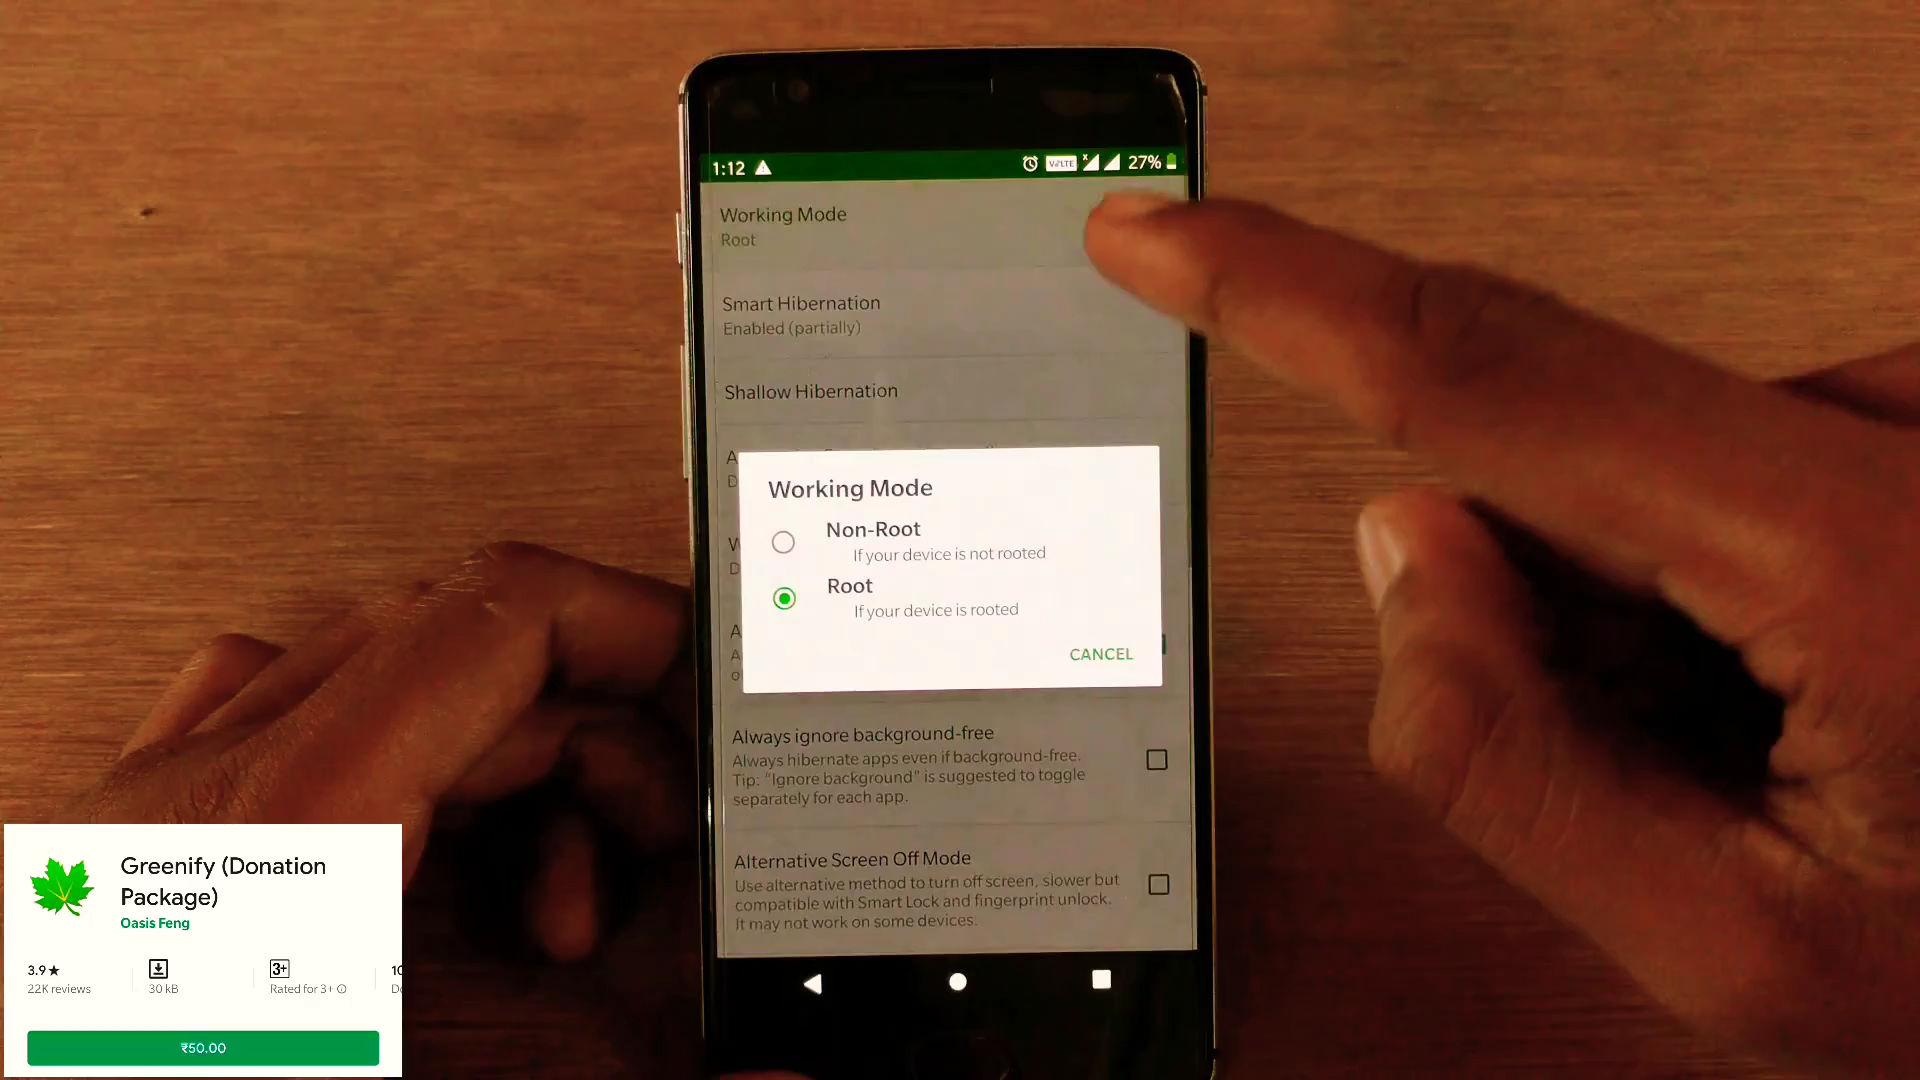 1:12
VoLTE
27%
Working Mode
Root
Smart Hibernation
Enabled (partially)
Shallow Hibernation
Working Mode
Non-Root
If your device is not rooted
Root
If your device is rooted
CANCEL
Always ignore background-free
Always hibernate apps even if background-free.
Tip: "Ignore background" is suggested to toggle
separately for each app.
Alternative Screen Off Mode
Use alternative method to turn off screen, slower but
compatible with Smart Lock and fingerprint unlock.
It may not work on some devices.
Greenify (Donation
Package)
Oasis Feng
3.9★
22K reviews
30 kB
3+
Rated for 3+
₹50.00